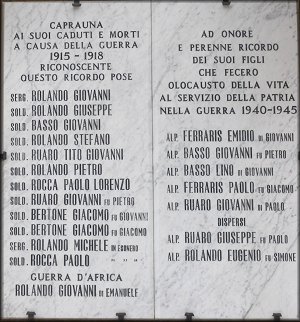 CAPRAUNA
AI SUOI CADUTI E MORTI
A CAUSA DELLA GUERRA
1915 - 1918
RICONOSCENTE
QUESTO RICORDO POSE
SERG. ROLANDO GIOVANNI
SOLD. ROLANDO GIUSEPPE
SOLD. BASSO GIOVANNI
SOLD. ROLANDO STEFANO
SOLD. RUARO TITO GIOVANNI
SOLD. ROLANDO PIETRO
SOLD. ROCCA PAOLO LORENZO
SOLD. RUARO GIOVANNI FU PIETRO
SOLD. BERTONE GIACOMO FU GIOVANNI
SOLD. BERTONE GIACOMO FU GIACOMO
SERG. ROLANDO MICHELE IN ESONERO
SOLD. ROCCA PAOLO
GUERRA D'AFRICA
ROLANDO GIOVANNI DI EMANUELE
AD ONORE
E PERENNE RICORDO
DEI SUOI FIGLI
CHE FECERO
OLOCAUSTO DELLA VITA
AL SERVIZIO DELLA PATRIA
NELLA GUERRA 1940-1945
ALP. FERRARIS EMIDIO DI GIOVANNI
ALP. BASSO GIOVANNI FU PIETRO
ALP. BASSO LINO DI GIOVANNI
ALP. FERRARIS PAOLO FU GIACOMO
ALP. RUARO GIOVANNI DI PAOLO
DISPERSI
ALP. RUARO GIUSEPPE FU PAOLO
ALP. ROLANDO EUGENIO FU SIMONE